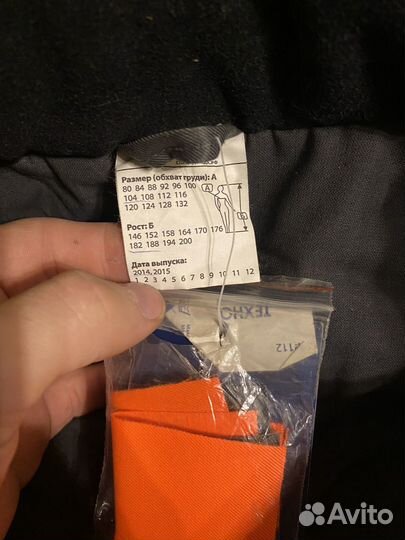 Размер (обхват груди): А
80 84 88 92 96 100
104 108 112 116
120 124 128 132
А
Рост: Б
146 152 158 164 170 176
182 188 194 200
Б
Дата выпуска:
2014, 2015
1 2 3 4 5 6 7 8 9 10 11 12
ТЕХНО
112
Avito